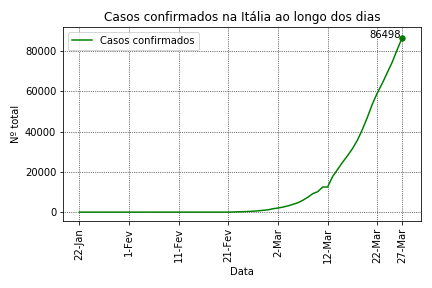 Casos confirmados na Itália ao longo dos dias
86498
Casos confirmados
80000
60000
40000
20000
0
Nº total
22-Jan
1-Fev
11-Fev
21-Fev
2-Mar
12-Mar
22-Mar
27-Mar
Data